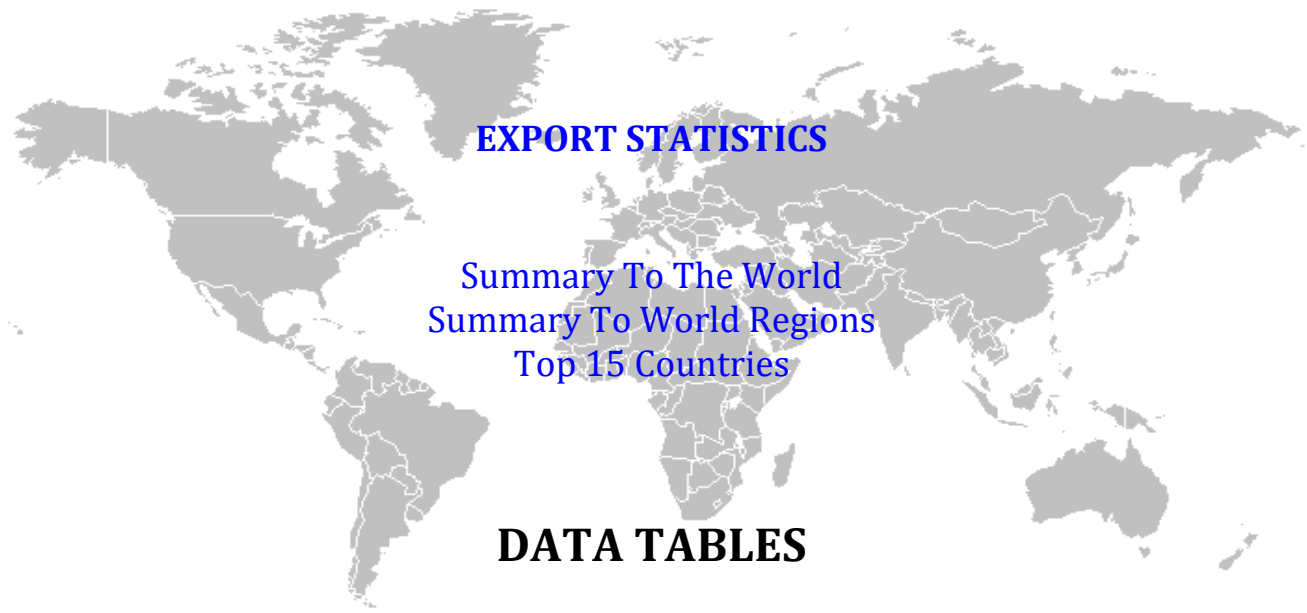 EXPORT STATISTICS
Summary To The World
Summary To World Regions
Top 15 Countries
DATA TABLES